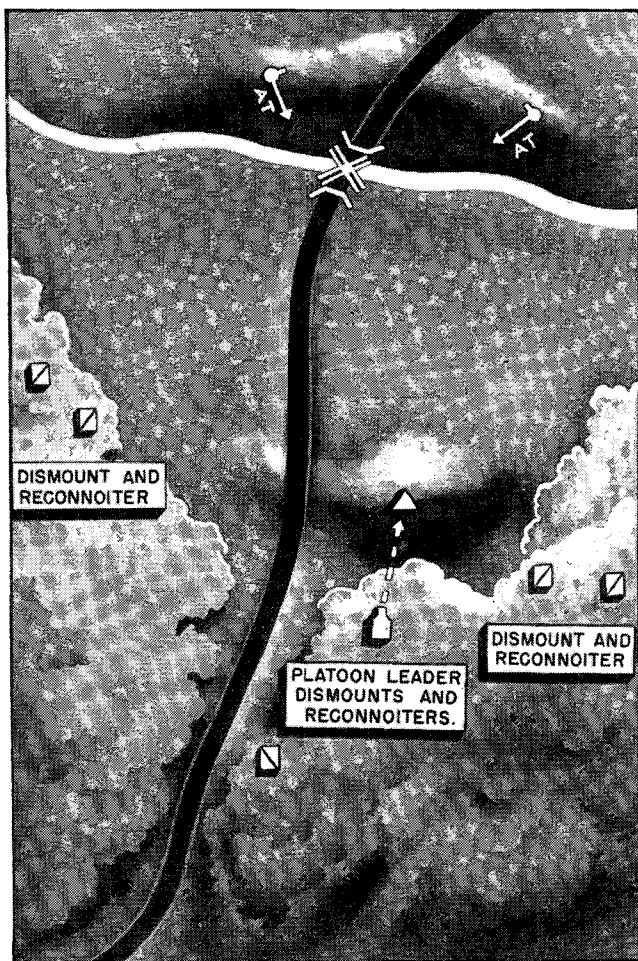 AT
AT
DISMOUNT AND
RECONNOITER
DISMOUNT AND
RECONNOITER
PLATOON LEADER
DISMOUNTS AND
RECONNOITERS.